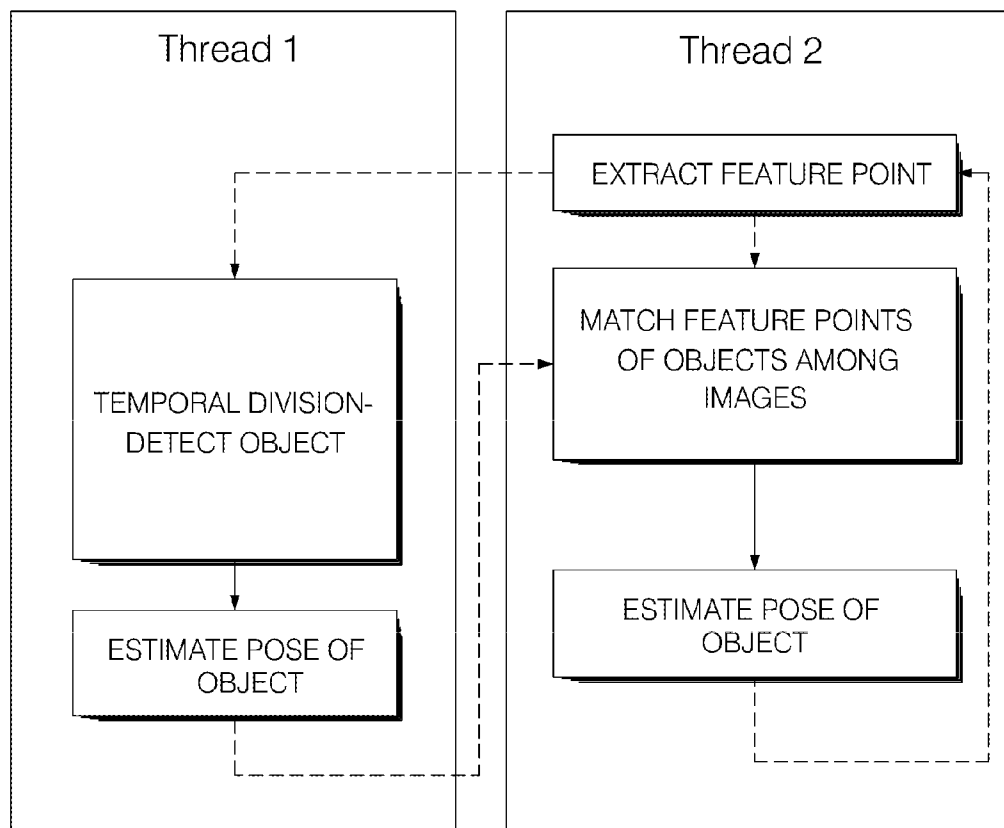 Thread 1
TEMPORAL DIVISION-
DETECT OBJECT
ESTIMATE POSE OF
OBJECT
Thread 2
EXTRACT FEATURE POINT
MATCH FEATURE POINTS
OF OBJECTS AMONG
IMAGES
ESTIMATE POSE OF
OBJECT